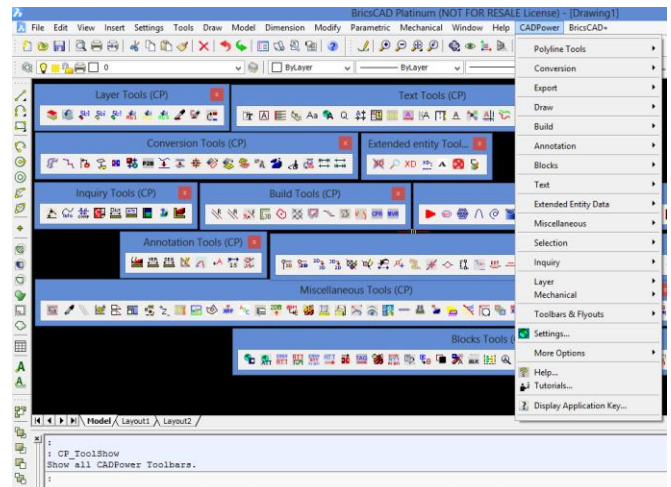 BricsCAD Platinum (NOT FOR RESALE License) - [Drawing1]
File Edit View Insert Settings Tools Draw Model Dimension Modify Parametric Mechanical Window Help CADPower BricsCAD+
0 ByLayer ByLayer
Layer Tools (CP)
Text Tools (CP)
Conversion Tools (CP)
Extended entity Tool...
XD
Inquiry Tools (CP)
Build Tools (CP)
Annotation Tools (CP)
Miscellaneous Tools (CP)
Blocks Tools (
Polyline Tools
Conversion
Export
Draw
Build
Annotation
Blocks
Text
Extended Entity Data
Miscellaneous
Selection
Inquiry
Layer
Mechanical
Toolbars & Flyouts
Settings...
More Options
Help...
Tutorials...
Display Application Key...
Model Layout1 Layout2
:
: CP_ToolShow
Show all CADPower Toolbars.
: